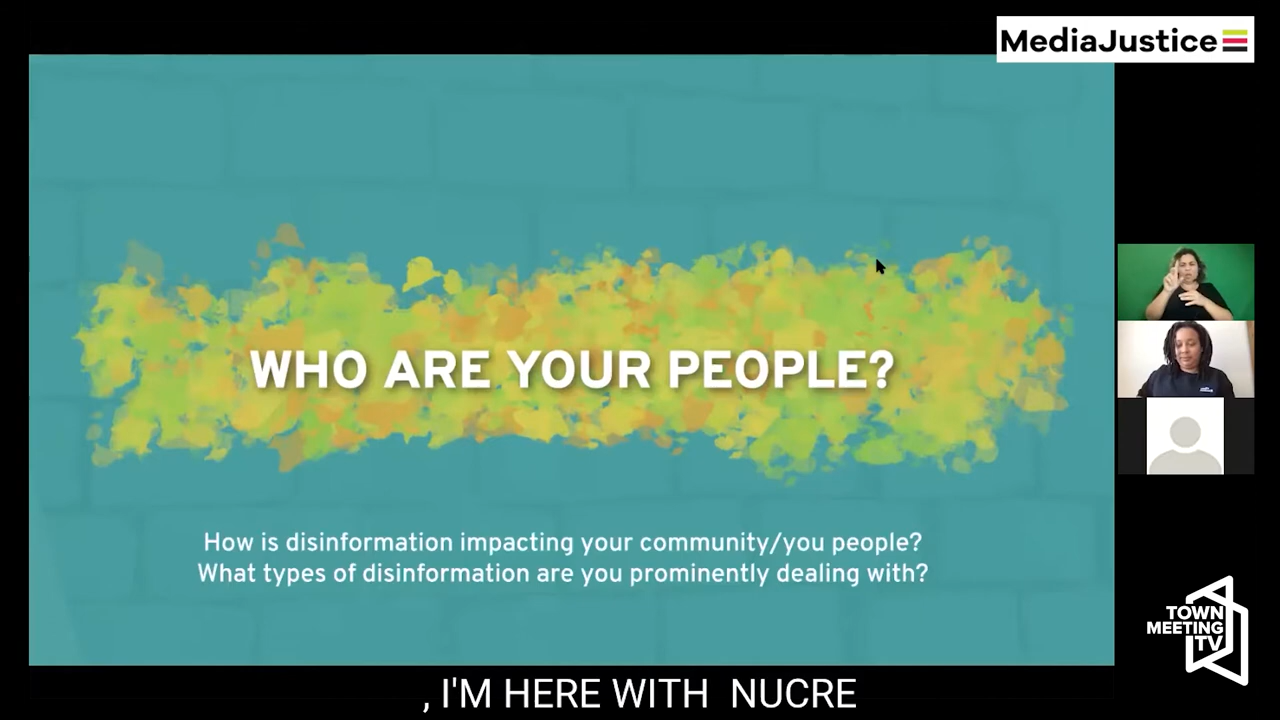 MediaJustice
WHO ARE YOUR PEOPLE?
How is disinformation impacting your community/you people?
What types of disinformation are you prominently dealing with?
TOWN
MEETING
TV
, I'M HERE WITH  NUCRE